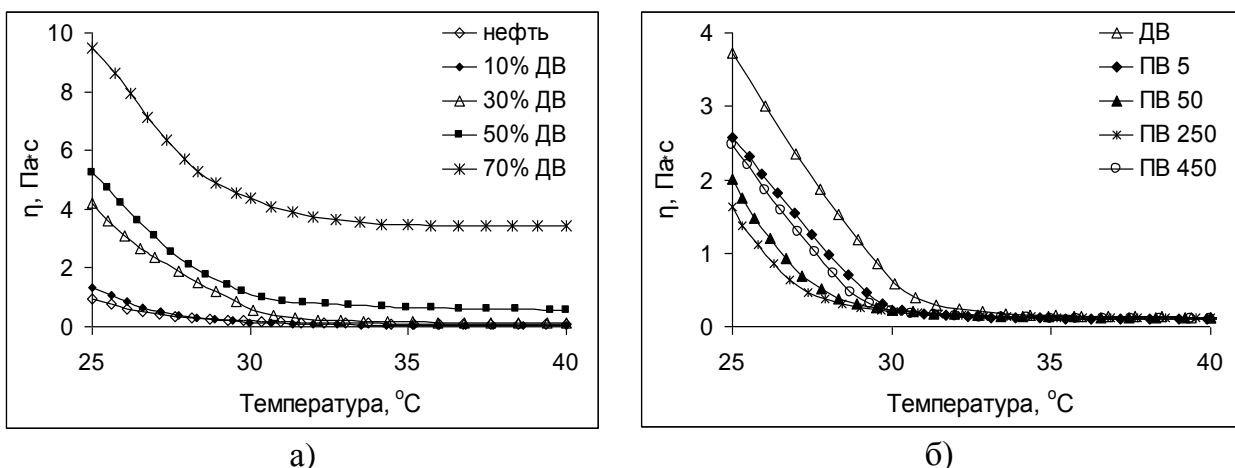 10
8
6
4
2
0
η, Па*с
25
30
35
40
Температура, °С
нефть
10% ДВ
30% ДВ
50% ДВ
70% ДВ
а)
4
3
2
1
0
η, Па*с
25
30
35
40
Температура, °С
ДВ
ПВ 5
ПВ 50
ПВ 250
ПВ 450
б)